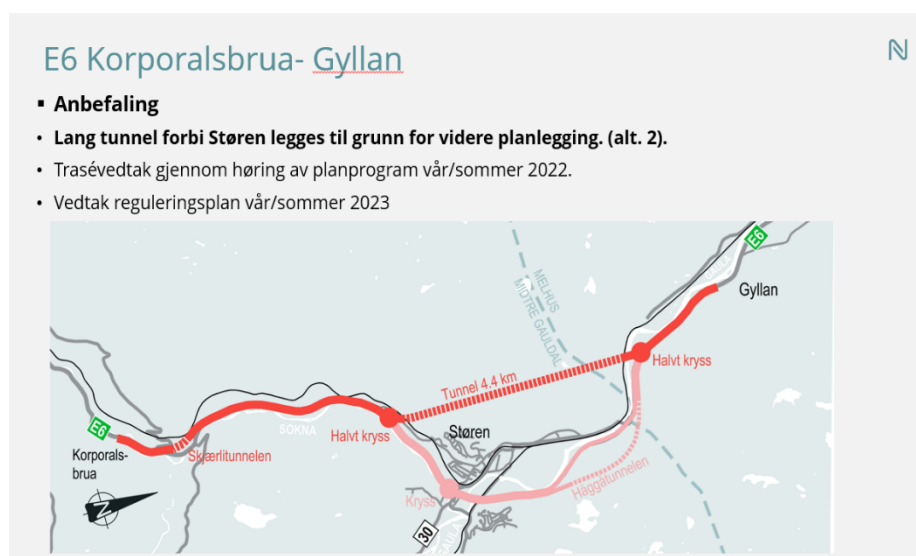 E6 Korporalsbrua- Gyllan
N
▪ Anbefaling
• Lang tunnel forbi Støren legges til grunn for videre planlegging. (alt. 2).
• Trasévedtak gjennom høring av planprogram vår/sommer 2022.
• Vedtak reguleringsplan vår/sommer 2023
E6
MELHUS
MIDTRE GAULDAL
GAULA
Gyllan
Halvt kryss
Tunnel 4.4 km
E6
Korporals-
brua
Skjærlitunnelen
SOKNA
Halvt kryss
Støren
Kryss
Håggåtunnelen
N
30